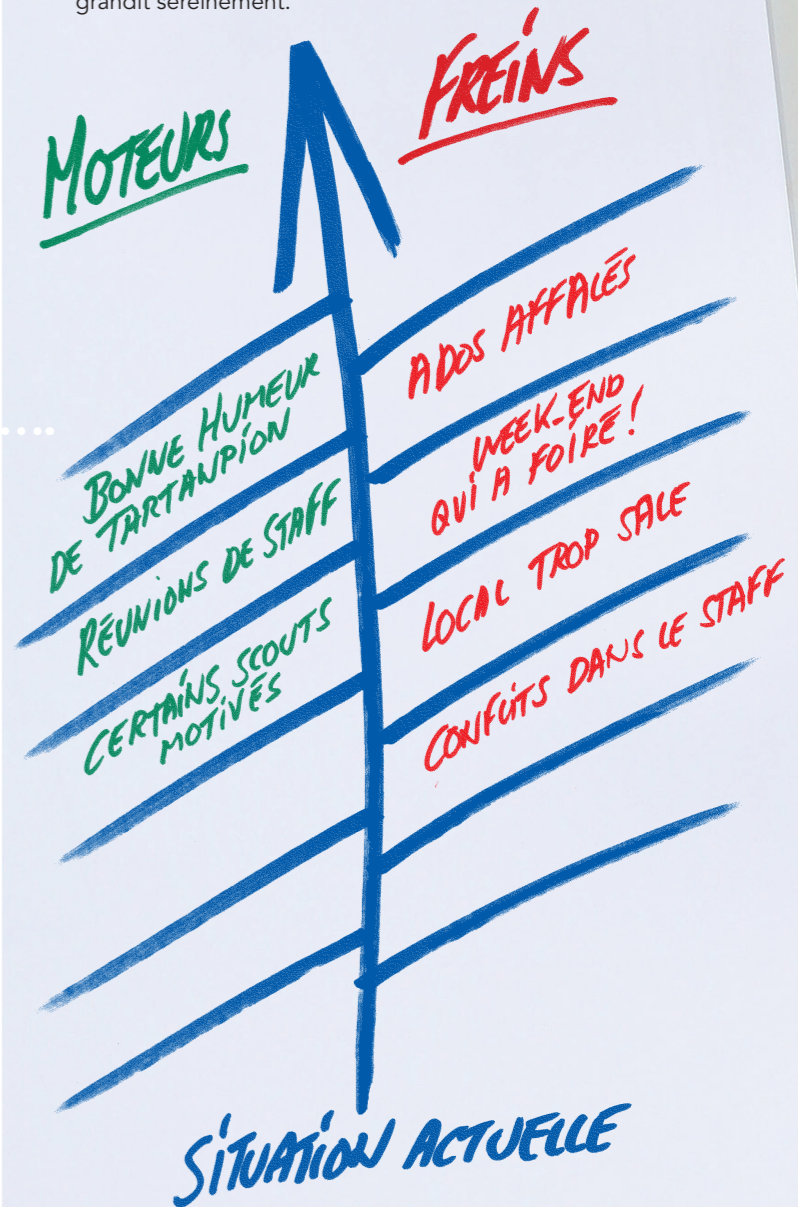 grandit sereinement.
MOTEURS
FREINS
BONNE HUMEUR
DE TARTANPION
RÉUNIONS DE STAFF
CERTAINS SCOUTS
MOTIVÉS
ADOS AFFALÉS
WEEK-END
QUI A FOIRÉ !
LOCAL TROP SALE
CONFLITS DANS LE STAFF
SITUATION ACTUELLE